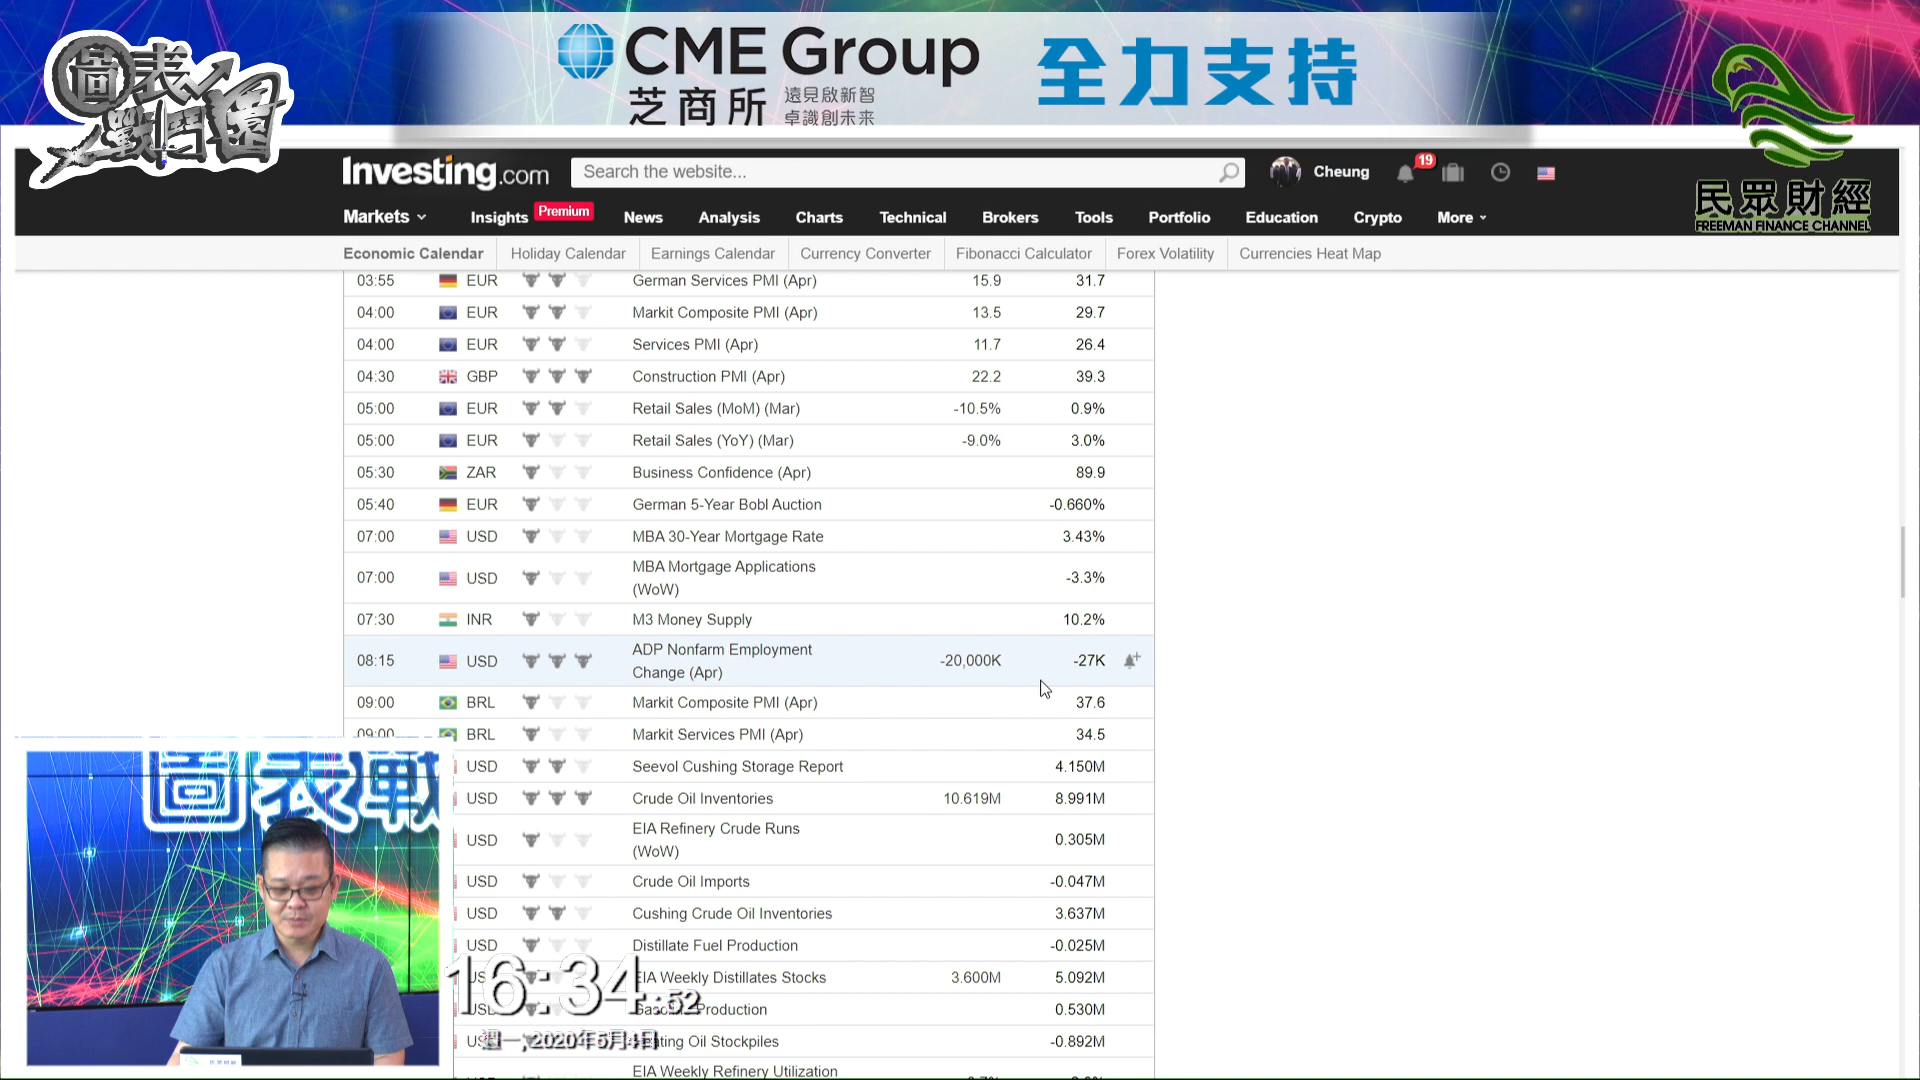 圖表戰鬥團
CME Group
芝商所 遠見啟新智
卓識創未來
全力支持
民眾財經
FREEMAN FINANCE CHANNEL
Investing.com
Search the website...
Cheung
19
Markets
Insights Premium
News
Analysis
Charts
Technical
Brokers
Tools
Portfolio
Education
Crypto
More
Economic Calendar
Holiday Calendar
Earnings Calendar
Currency Converter
Fibonacci Calculator
Forex Volatility
Currencies Heat Map
03:55 EUR German Services PMI (Apr) 15.9 31.7
04:00 EUR Markit Composite PMI (Apr) 13.5 29.7
04:00 EUR Services PMI (Apr) 11.7 26.4
04:30 GBP Construction PMI (Apr) 22.2 39.3
05:00 EUR Retail Sales (MoM) (Mar) -10.5% 0.9%
05:00 EUR Retail Sales (YoY) (Mar) -9.0% 3.0%
05:30 ZAR Business Confidence (Apr) 89.9
05:40 EUR German 5-Year Bobl Auction -0.660%
07:00 USD MBA 30-Year Mortgage Rate 3.43%
07:00 USD MBA Mortgage Applications
(WoW) -3.3%
07:30 INR M3 Money Supply 10.2%
08:15 USD ADP Nonfarm Employment
Change (Apr) -20,000K -27K
09:00 BRL Markit Composite PMI (Apr) 37.6
09:00 BRL Markit Services PMI (Apr) 34.5
USD Seevol Cushing Storage Report 4.150M
USD Crude Oil Inventories 10.619M 8.991M
USD EIA Refinery Crude Runs
(WoW) 0.305M
USD Crude Oil Imports -0.047M
USD Cushing Crude Oil Inventories 3.637M
USD Distillate Fuel Production -0.025M
EIA Weekly Distillates Stocks 3.600M 5.092M
Production 0.530M
Oil Stockpiles -0.892M
EIA Weekly Refinery Utilization
圖表戰
16:34:52
週一, 2020年5月4日